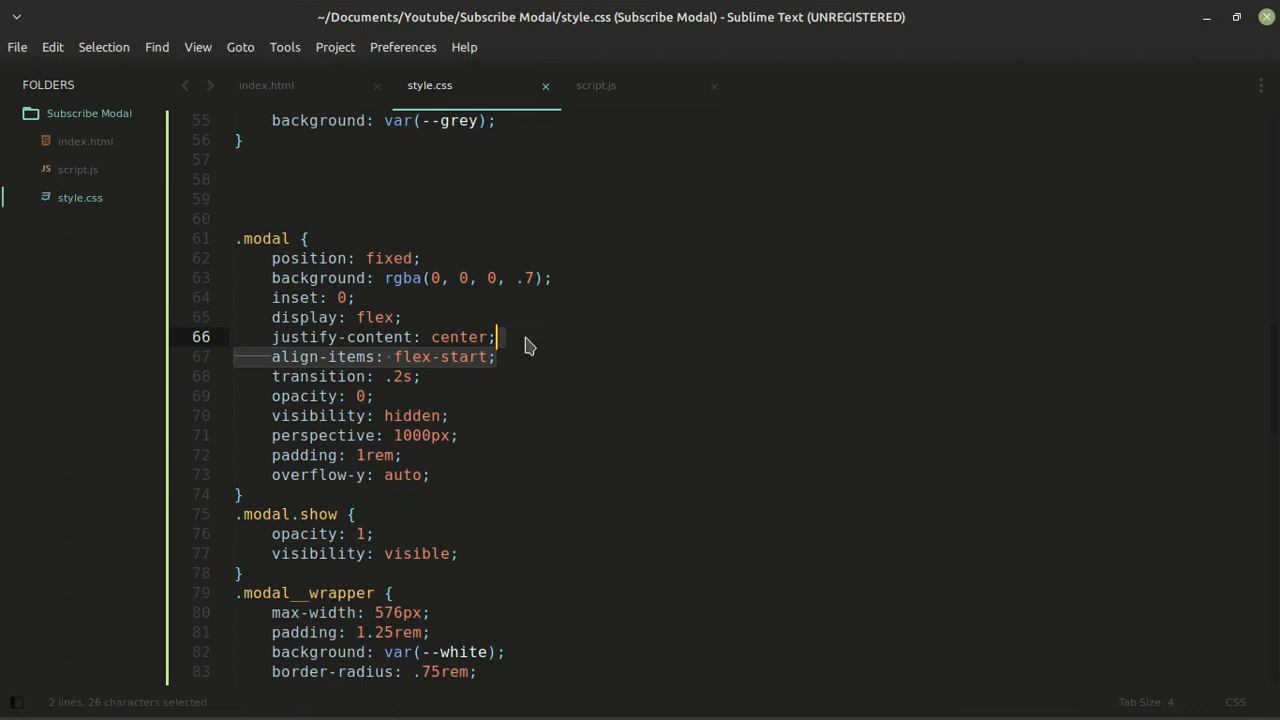 ~/Documents/Youtube/Subscribe Modal/style.css (Subscribe Modal) - Sublime Text (UNREGISTERED)
File Edit Selection Find View Goto Tools Project Preferences Help
FOLDERS
Subscribe Modal
index.html
script.js
style.css
index.html style.css script.js
55 background: var(--grey);
56 }
57
58
59
60
61 .modal {
62 position: fixed;
63 background: rgba(0, 0, 0, .7);
64 inset: 0;
65 display: flex;
66 justify-content: center;
67 align-items: flex-start;
68 transition: .2s;
69 opacity: 0;
70 visibility: hidden;
71 perspective: 1000px;
72 padding: 1rem;
73 overflow-y: auto;
74 }
75 .modal.show {
76 opacity: 1;
77 visibility: visible;
78 }
79 .modal__wrapper {
80 max-width: 576px;
81 padding: 1.25rem;
82 background: var(--white);
83 border-radius: .75rem;
2 lines, 26 characters selected Tab Size: 4 CSS